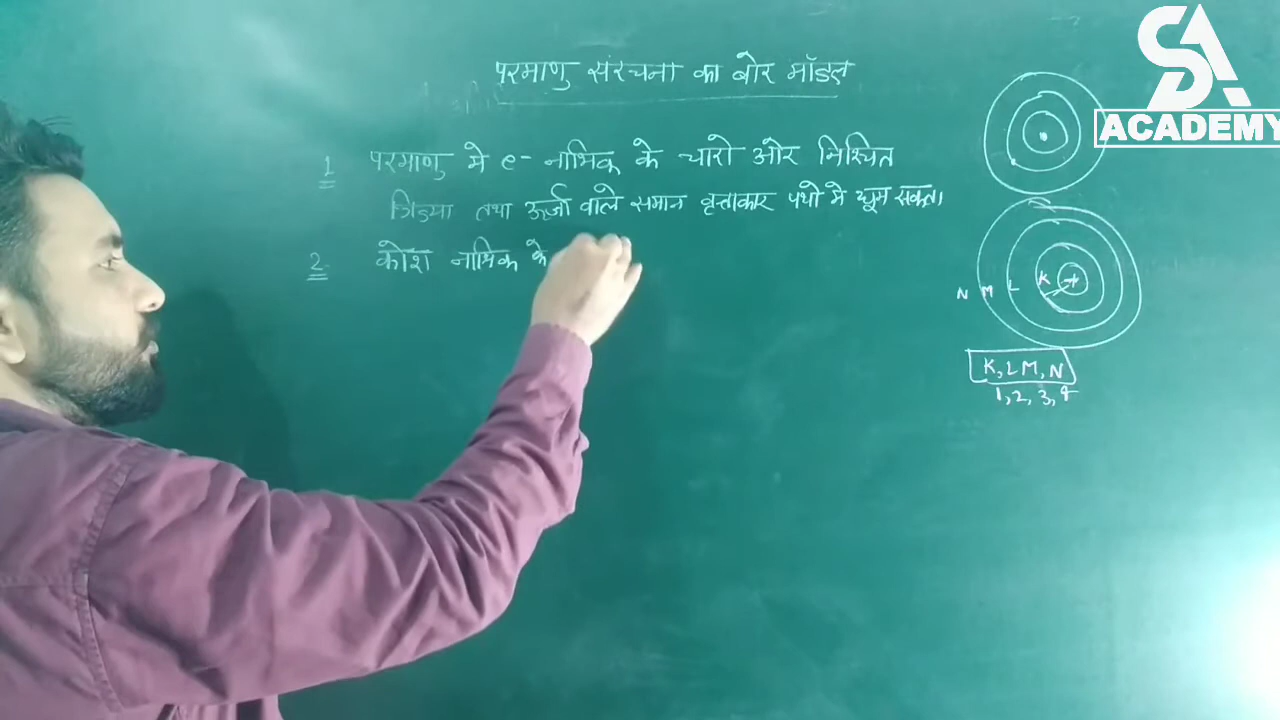 परमाणु संरचना का बोर मॉडल
1 परमाणु मे e- नाभिक के चारो ओर निश्चित
त्रिज्या तथा ऊर्जा वाले समान वृत्ताकार पथो मे घूम सकता
2 कोश नाभिक के
N M L K +
K, L M, N
1, 2, 3, 4
SA
ACADEMY